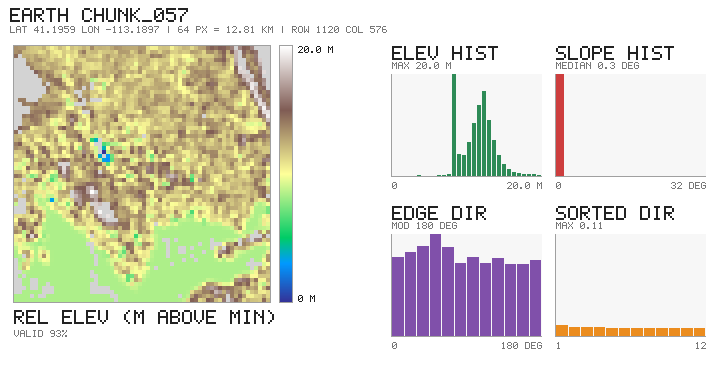 EARTH CHUNK_057
LAT 41.1959 LON -113.1897 | 64 PX = 12.81 KM | ROW 1120 COL 576
20.0 M
0 M
REL ELEV (M ABOVE MIN)
VALID 93%
ELEV HIST
MAX 20.0 M
0 20.0 M
SLOPE HIST
MEDIAN 0.3 DEG
0 32 DEG
EDGE DIR
MOD 180 DEG
0 180 DEG
SORTED DIR
MAX 0.11
1 12